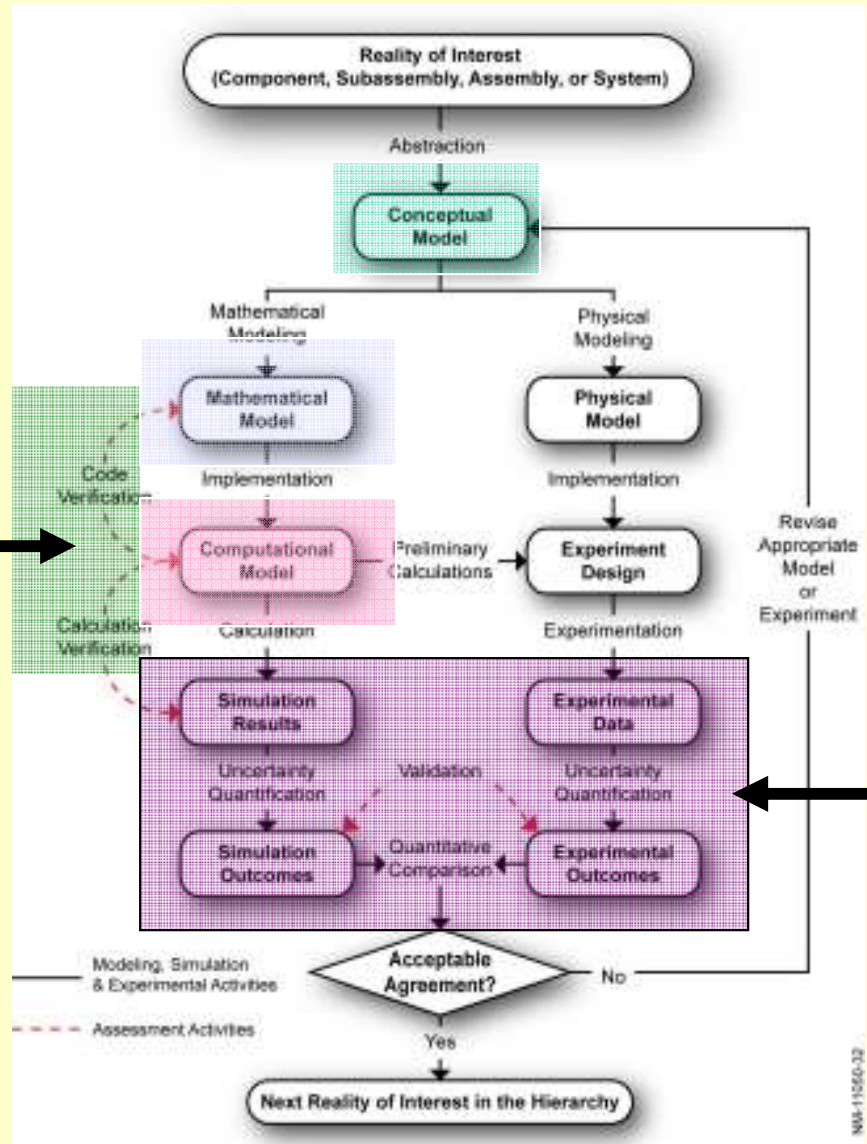 Reality of Interest
(Component, Subassembly, Assembly, or System)
Abstraction
Conceptual
Model
Mathematical
Modeling
Physical
Modeling
Mathematical
Model
Physical
Model
Code
Verification
Implementation
Implementation
Computational
Model
Preliminary
Calculations
Experiment
Design
Revise
Appropriate
Model
or
Experiment
Calculation
Verification
Calculation
Experimentation
Simulation
Results
Experimental
Data
Uncertainty
Quantification
Validation
Uncertainty
Quantification
Simulation
Outcomes
Quantitative
Comparison
Experimental
Outcomes
Modeling, Simulation
& Experimental Activities
Acceptable
Agreement?
No
Assessment Activities
Yes
Next Reality of Interest in the Hierarchy